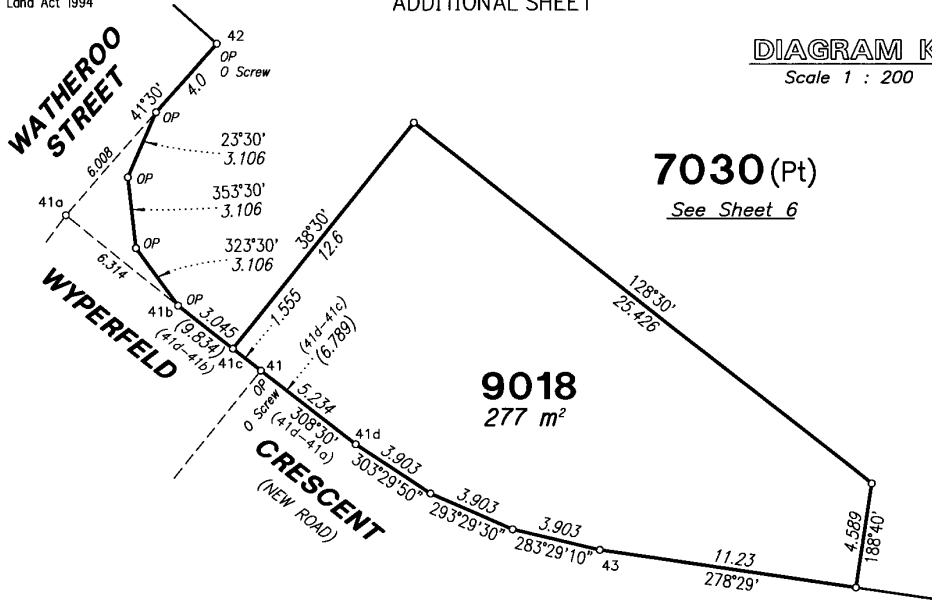 Land Act 1994
ADDITIONAL SHEET
DIAGRAM K
Scale 1 : 200
WATHEROO
STREET
42
OP
O Screw
41°30'
4.0
OP
6.008
23°30'
3.106
OP
353°30'
3.106
41a
OP
323°30'
3.106
6.314
OP
41b
WYPERFELD
3.045
(9.834)
(41d-41b)
41c
38°30'
12.6
1.555
(41d-41c)
(6.789)
41
OP
O Screw
5.234
308°30'
(41d-41a)
41d
CRESCENT
(NEW ROAD)
3.903
303°29'50"
3.903
293°29'30"
3.903
283°29'10"
43
11.23
278°29'
4.589
188°40'
128°30'
25.426
7030 (Pt)
See Sheet 6
9018
277 m²